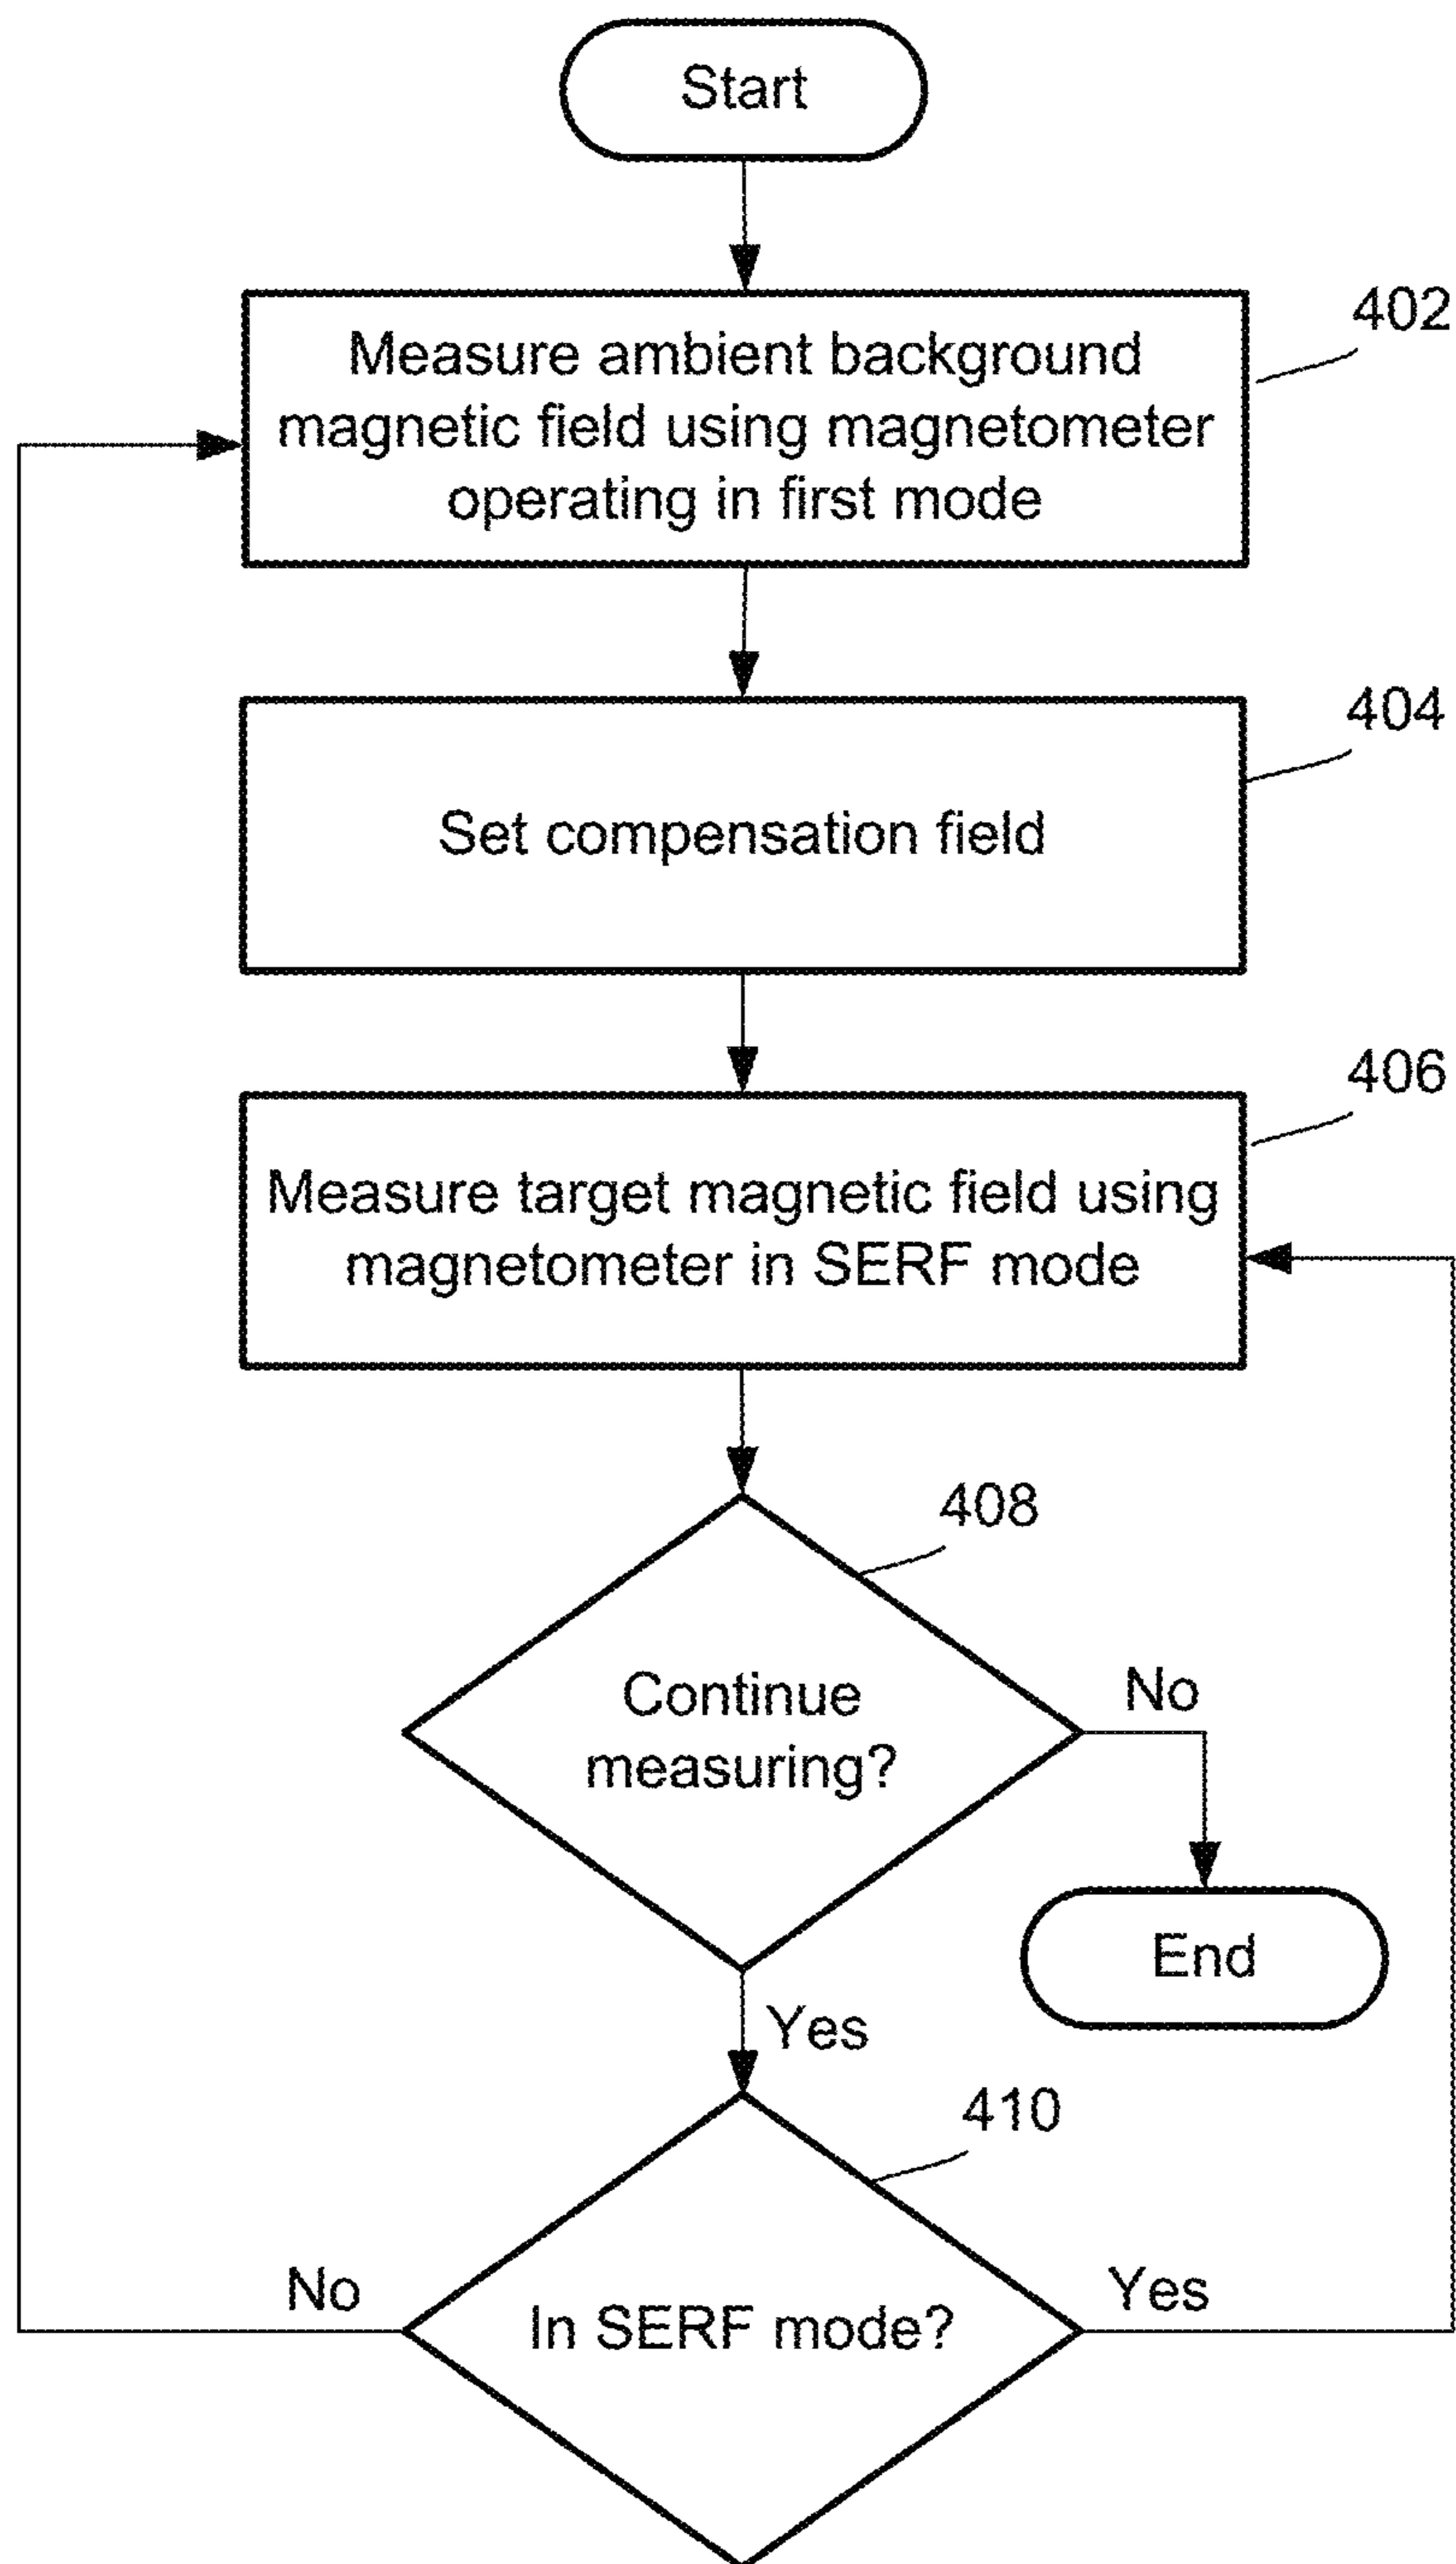 Start
402
Measure ambient background
magnetic field using magnetometer
operating in first mode
404
Set compensation field
406
Measure target magnetic field using
magnetometer in SERF mode
408
Continue
measuring?
No
End
Yes
410
No
In SERF mode?
Yes